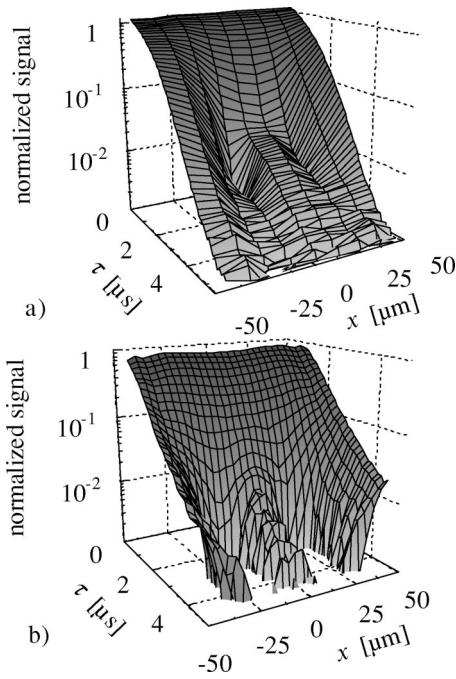 1
10-1
10-2
normalized signal
0
2
4
τ [µs]
50
25
0
-25
-50
x [µm]
a)
1
10-1
10-2
normalized signal
0
2
4
τ [µs]
50
25
0
-25
-50
x [µm]
b)